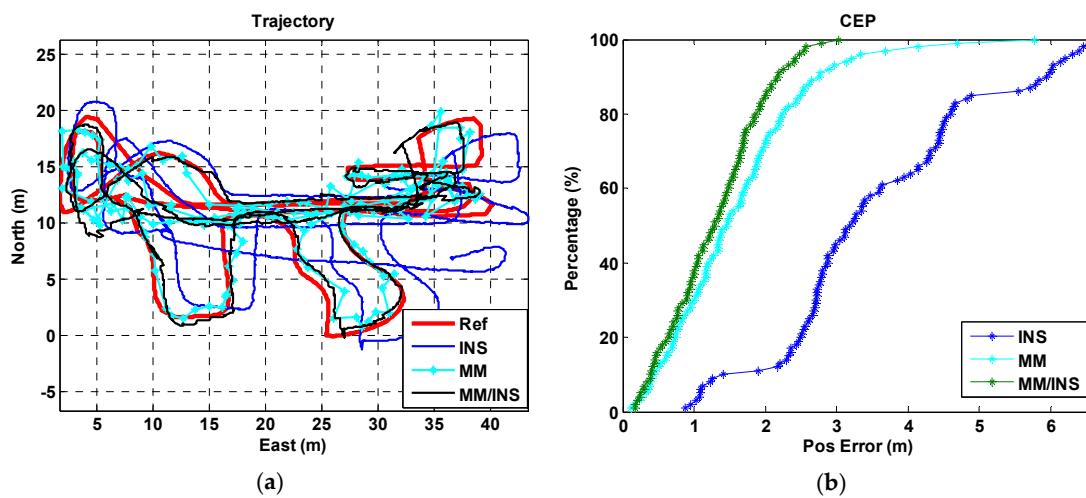 Trajectory
25
20
15
10
5
0
-5
North (m)
5 10 15 20 25 30 35 40
East (m)
Ref
INS
MM
MM/INS
(a)
CEP
100
80
60
40
20
0
Percentage (%)
0 1 2 3 4 5 6
Pos Error (m)
INS
MM
MM/INS
(b)